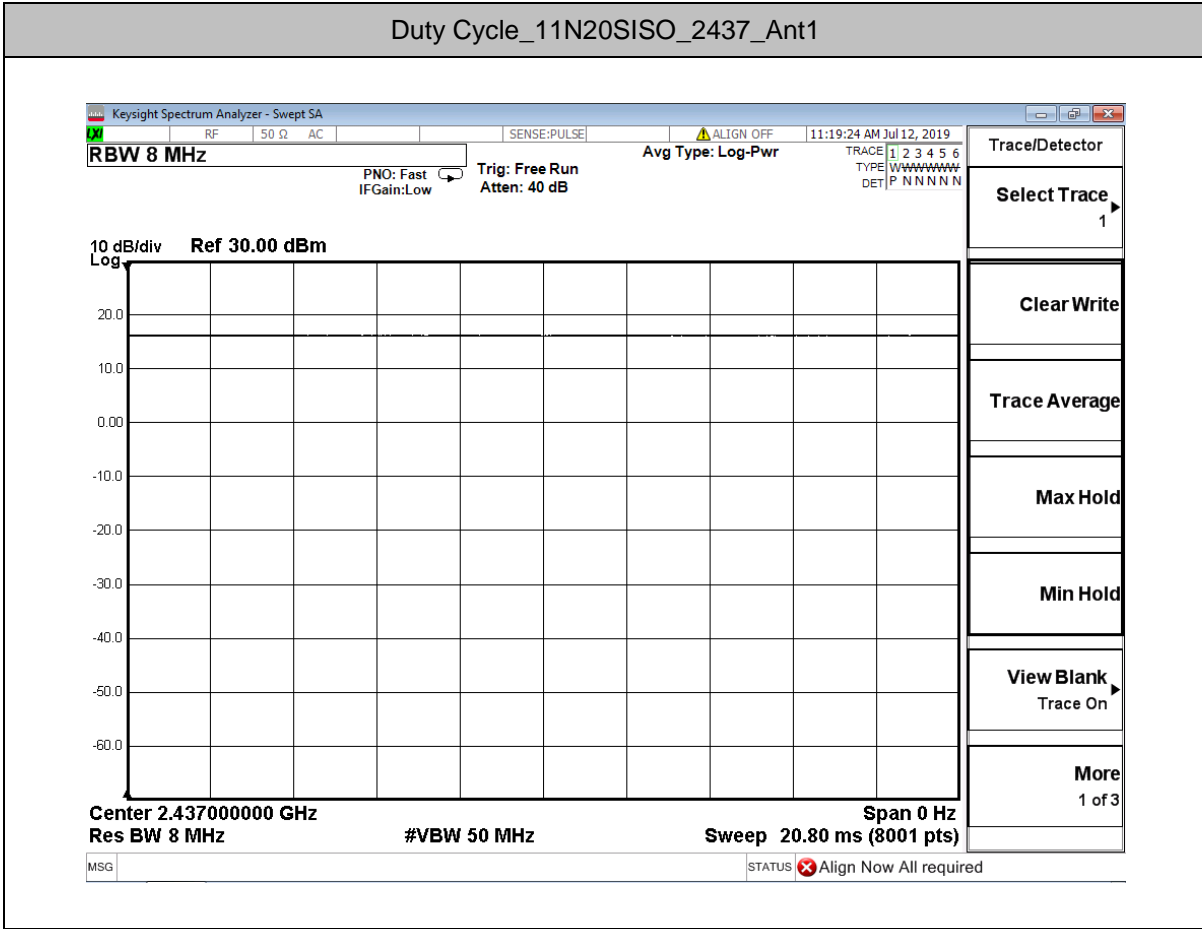 Duty Cycle_11N20SISO_2437_Ant1
Keysight Spectrum Analyzer - Swept SA
LXI RF 50 Ω AC SENSE:PULSE ALIGN OFF 11:19:24 AM Jul 12, 2019
RBW 8 MHz
PNO: Fast
IFGain:Low
Trig: Free Run
Atten: 40 dB
Avg Type: Log-Pwr
TRACE 1 2 3 4 5 6
TYPE WWWWWW
DET P N N N N N
10 dB/div Ref 30.00 dBm
Log
20.0
10.0
0.00
-10.0
-20.0
-30.0
-40.0
-50.0
-60.0
Center 2.437000000 GHz Span 0 Hz
Res BW 8 MHz #VBW 50 MHz Sweep 20.80 ms (8001 pts)
MSG STATUS Align Now All required
Trace/Detector
Select Trace
1
Clear Write
Trace Average
Max Hold
Min Hold
View Blank
Trace On
More
1 of 3